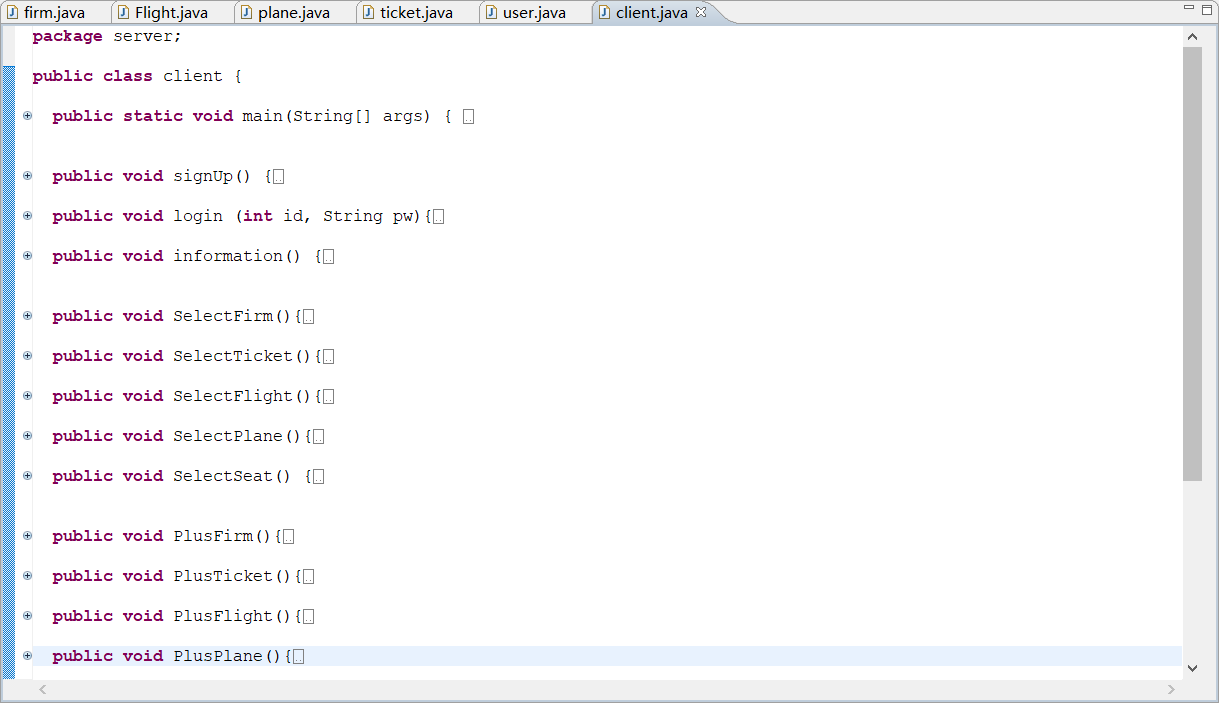 firm.java Flight.java plane.java ticket.java user.java client.java
package server;
public class client {
public static void main(String[] args) {
public void signUp() {
public void login (int id, String pw){
public void information() {
public void SelectFirm(){
public void SelectTicket(){
public void SelectFlight(){
public void SelectPlane(){
public void SelectSeat() {
public void PlusFirm(){
public void PlusTicket(){
public void PlusFlight(){
public void PlusPlane(){